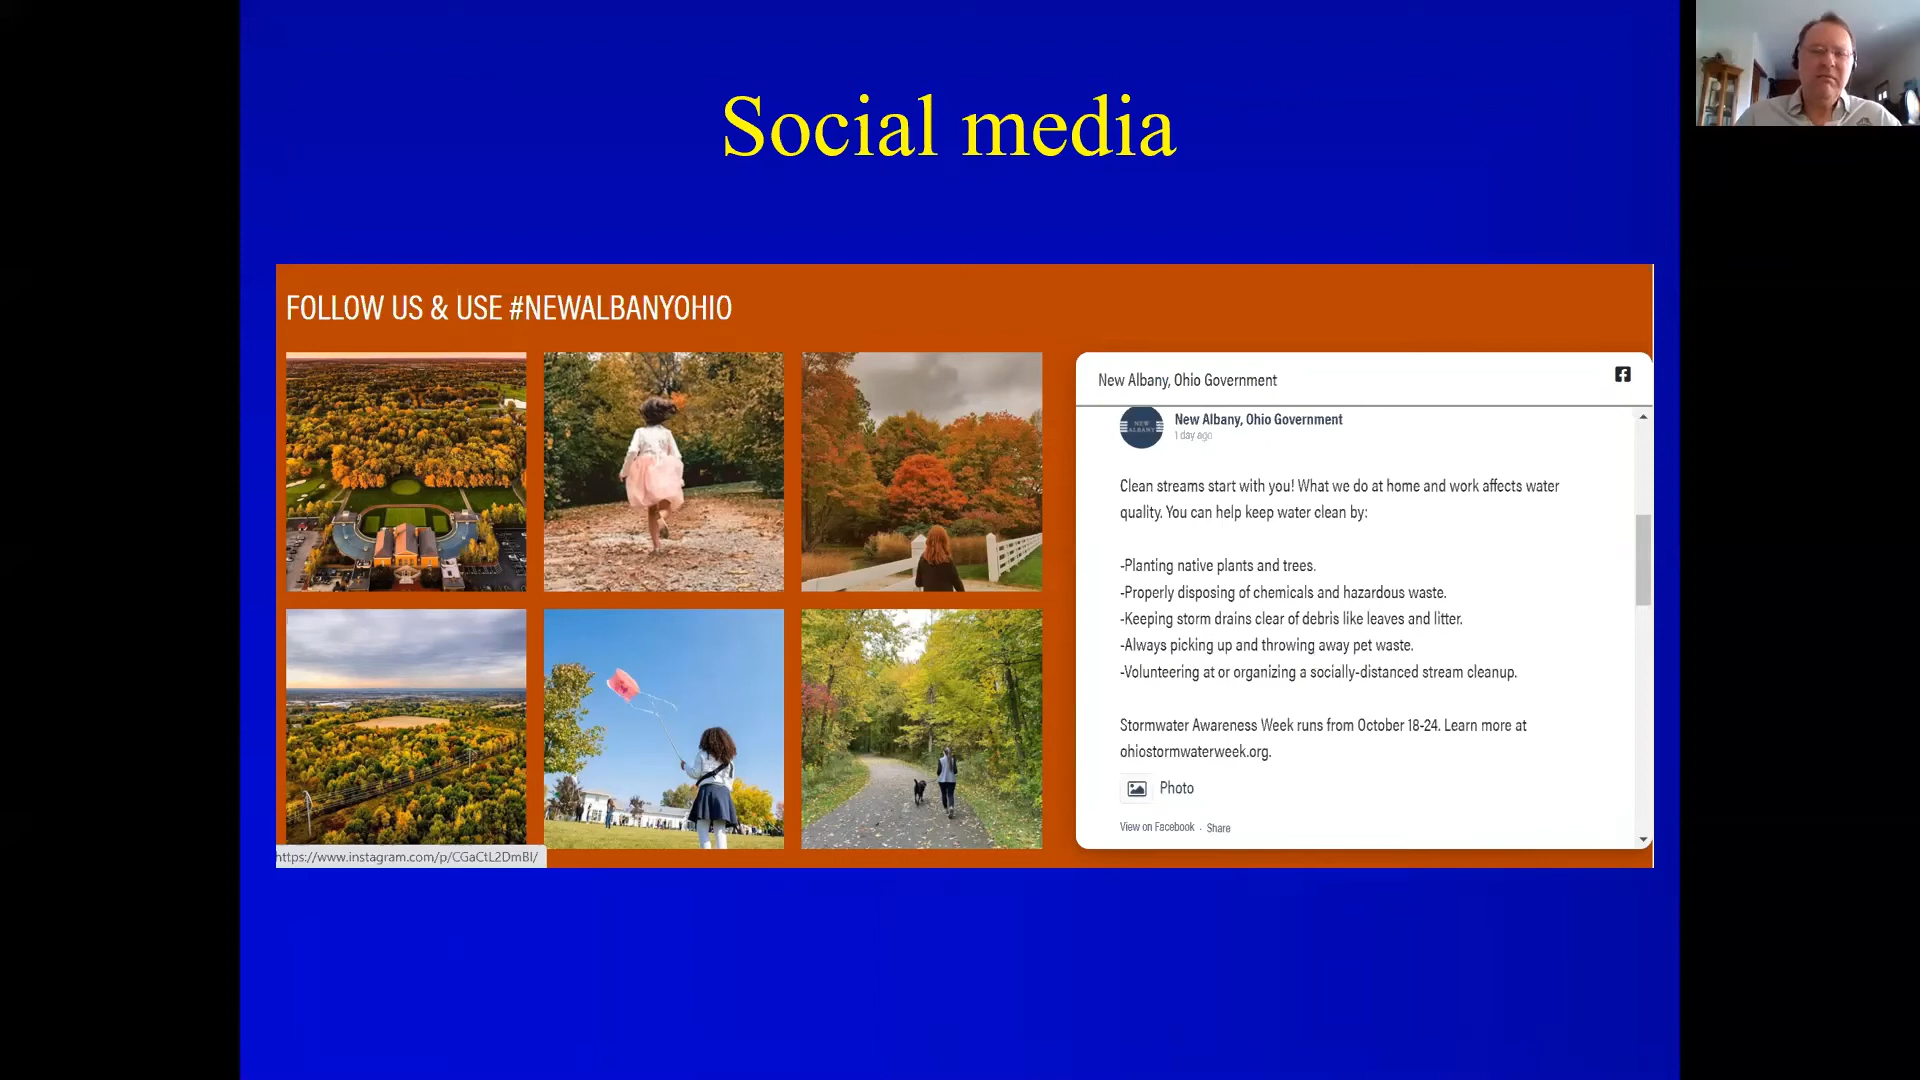 Social media
FOLLOW US & USE #NEWALBANYOHIO
New Albany, Ohio Government
NEW
ALBANY
New Albany, Ohio Government
1 day ago
Clean streams start with you! What we do at home and work affects water
quality. You can help keep water clean by:
-Planting native plants and trees.
-Properly disposing of chemicals and hazardous waste.
-Keeping storm drains clear of debris like leaves and litter.
-Always picking up and throwing away pet waste.
-Volunteering at or organizing a socially-distanced stream cleanup.
Stormwater Awareness Week runs from October 18-24. Learn more at
ohiostormwaterweek.org.
Photo
View on Facebook · Share
https://www.instagram.com/p/CGaCtL2DmBI/